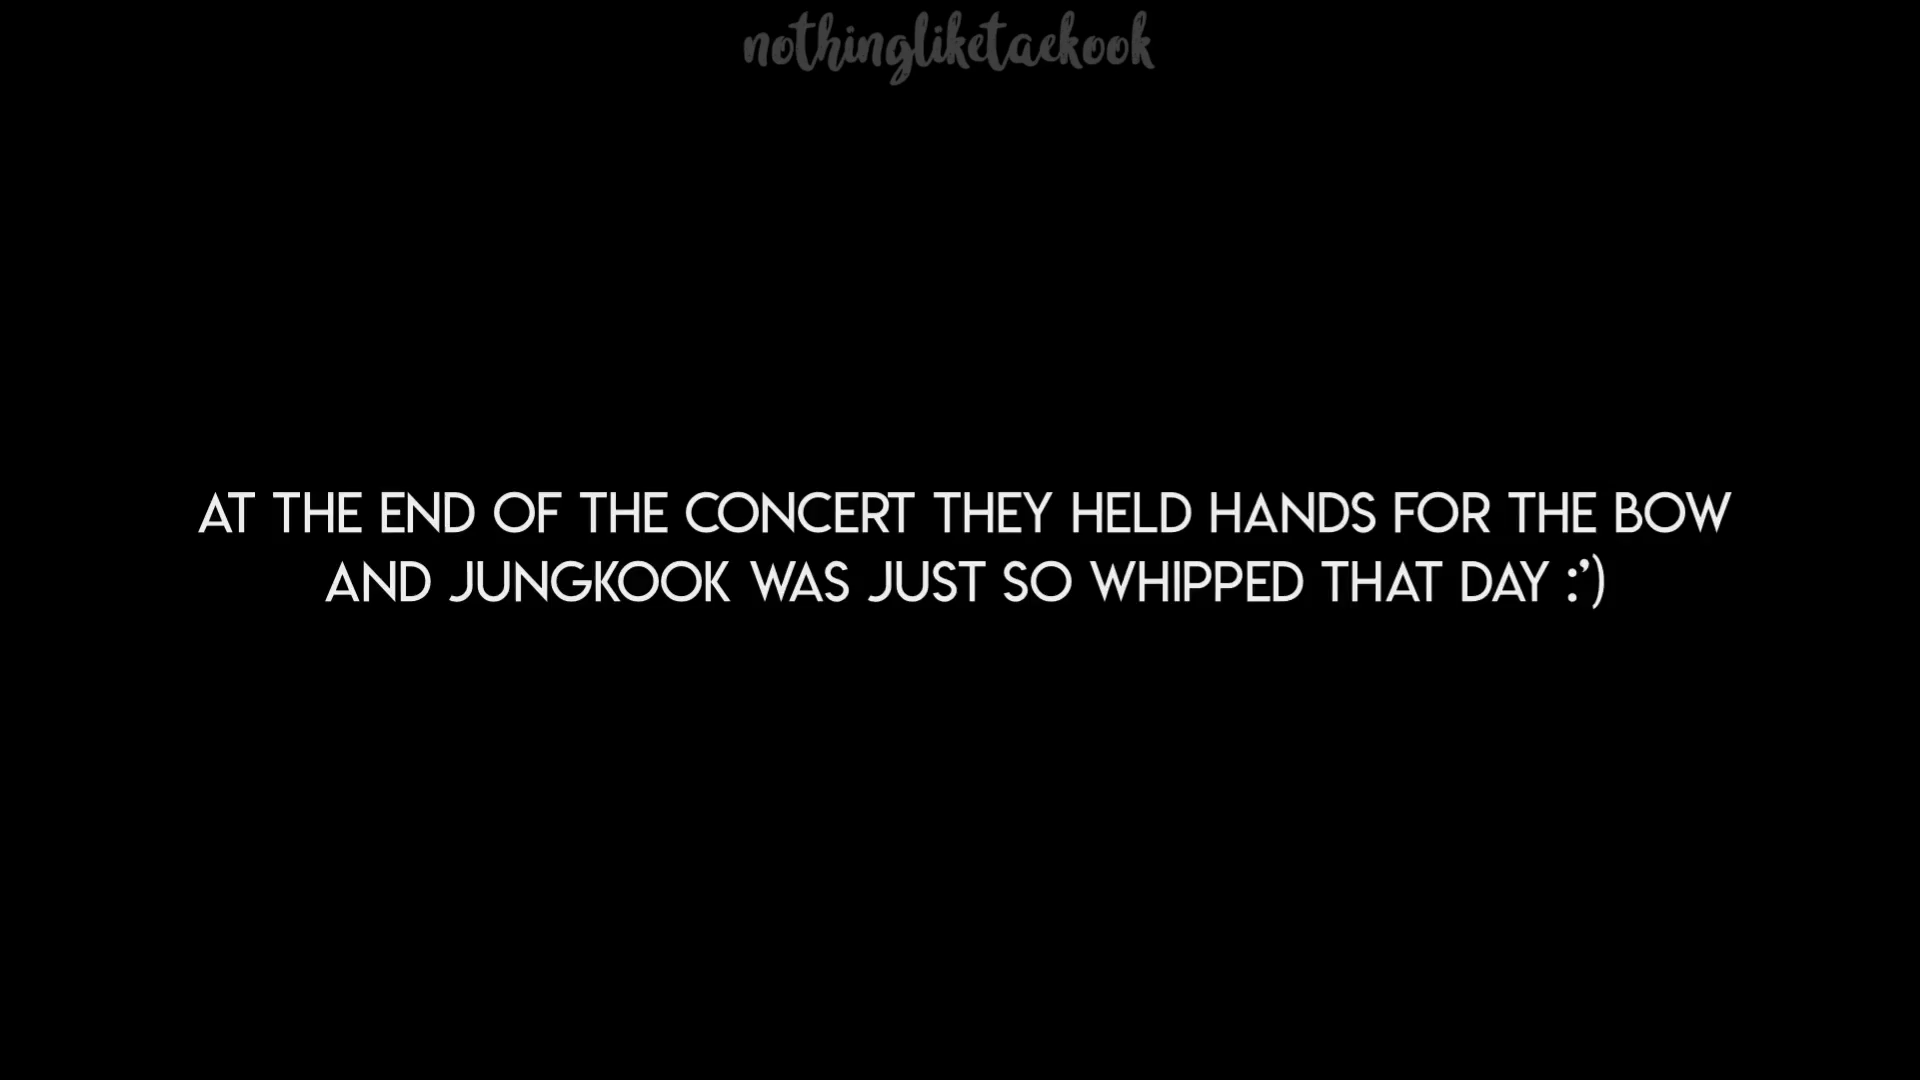 nothingliketaekook
AT THE END OF THE CONCERT THEY HELD HANDS FOR THE BOW
AND JUNGKOOK WAS JUST SO WHIPPED THAT DAY :’)